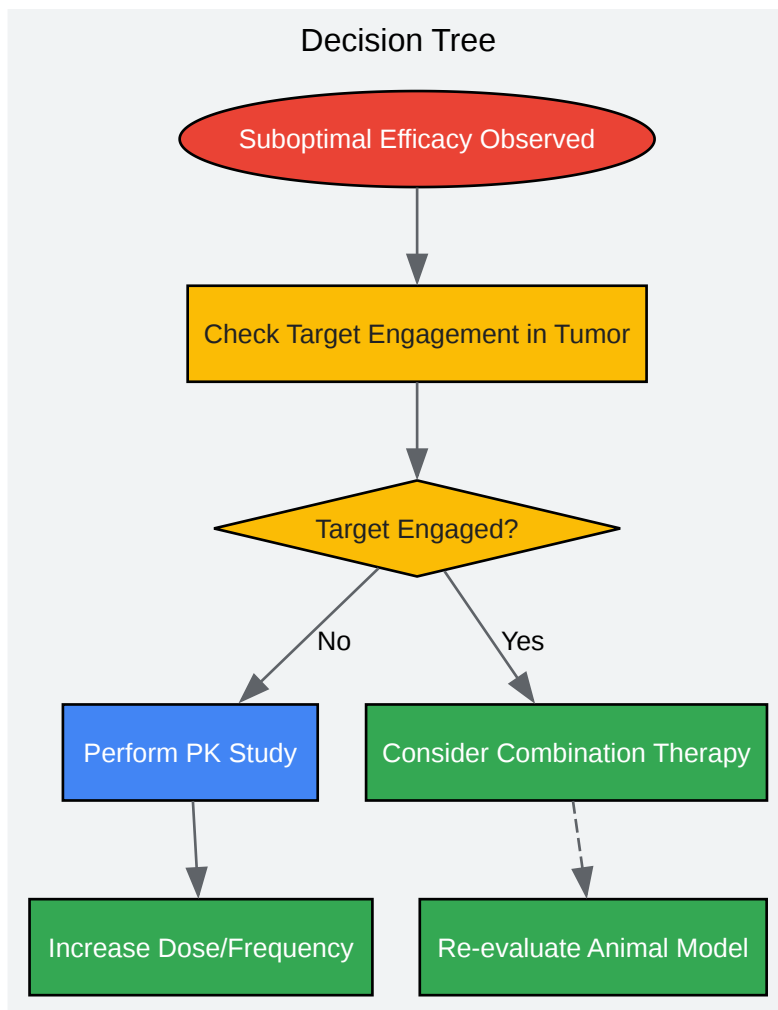 Decision Tree
Suboptimal Efficacy Observed
Check Target Engagement in Tumor
Target Engaged?
No
Yes
Perform PK Study
Consider Combination Therapy
Increase Dose/Frequency
Re-evaluate Animal Model